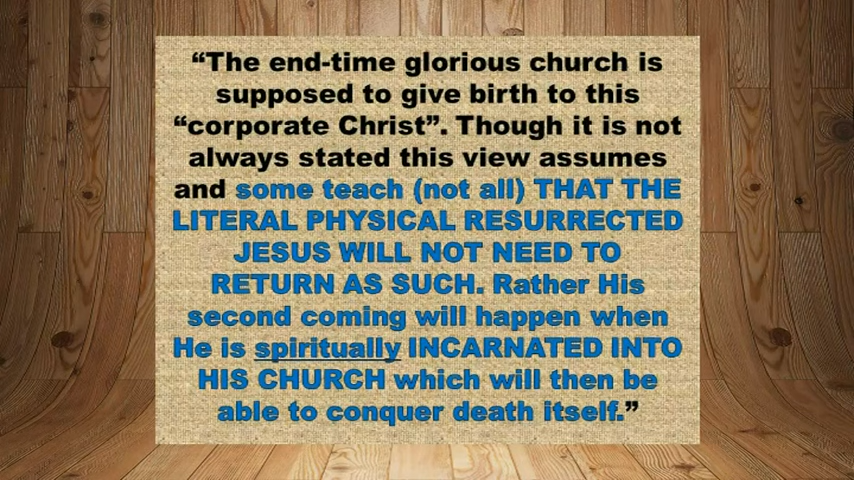 “The end-time glorious church is
supposed to give birth to this
“corporate Christ”. Though it is not
always stated this view assumes
and some teach (not all) THAT THE
LITERAL PHYSICAL RESURRECTED
JESUS WILL NOT NEED TO
RETURN AS SUCH. Rather His
second coming will happen when
He is spiritually INCARNATED INTO
HIS CHURCH which will then be
able to conquer death itself.”